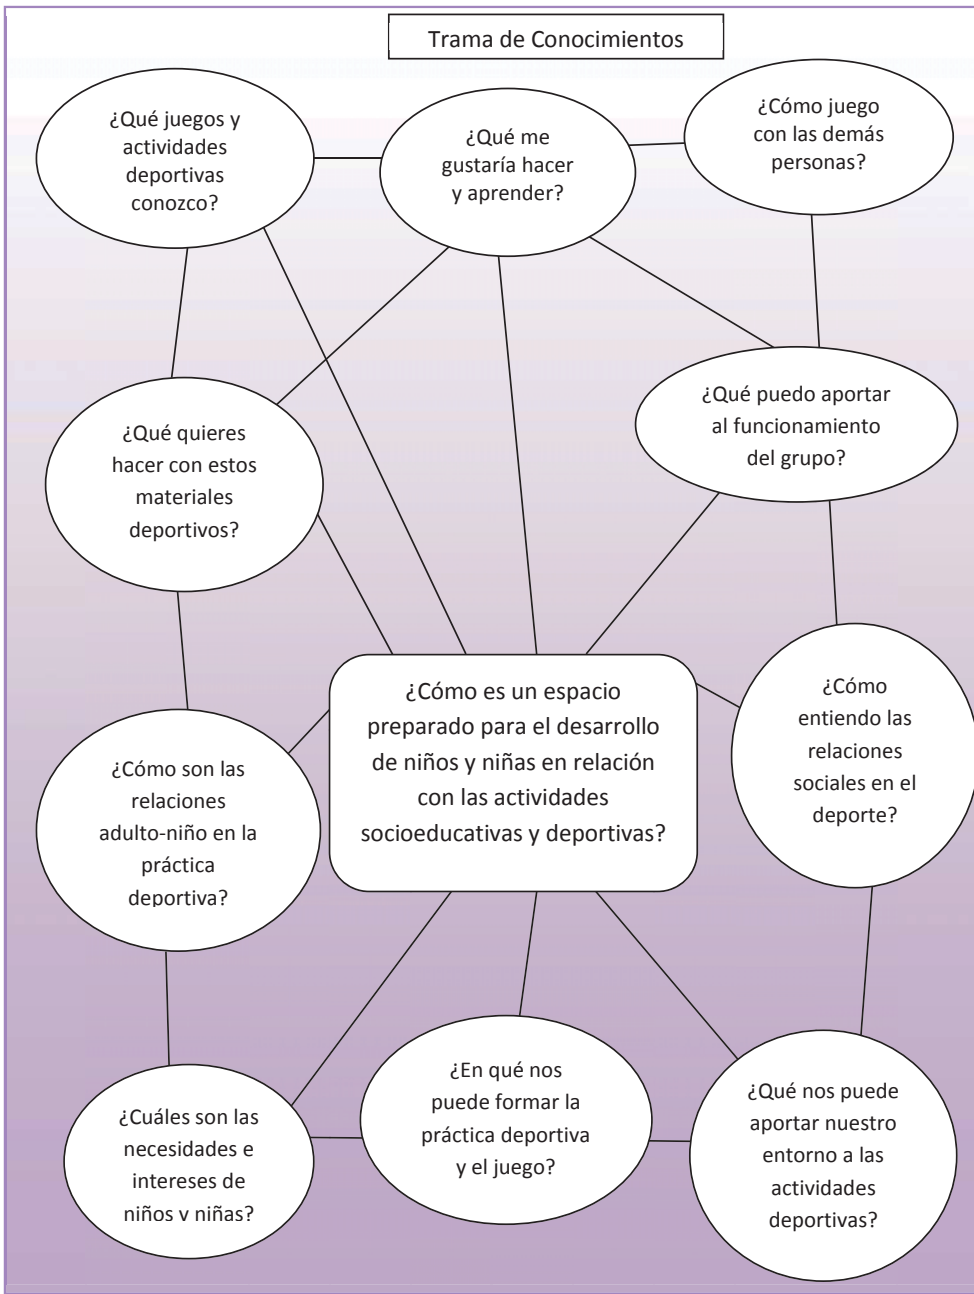 Trama de Conocimientos
¿Qué juegos y
actividades
deportivas
conozco?
¿Qué me
gustaría hacer
y aprender?
¿Cómo juego
con las demás
personas?
¿Qué quieres
hacer con estos
materiales
deportivos?
¿Qué puedo aportar
al funcionamiento
del grupo?
¿Cómo es un espacio
preparado para el desarrollo
de niños y niñas en relación
con las actividades
socioeducativas y deportivas?
¿Cómo
entiendo las
relaciones
sociales en el
deporte?
¿Cómo son las
relaciones
adulto-niño en la
práctica
deportiva?
¿Cuáles son las
necesidades e
intereses de
niños y niñas?
¿En qué nos
puede formar la
práctica deportiva
y el juego?
¿Qué nos puede
aportar nuestro
entorno a las
actividades
deportivas?